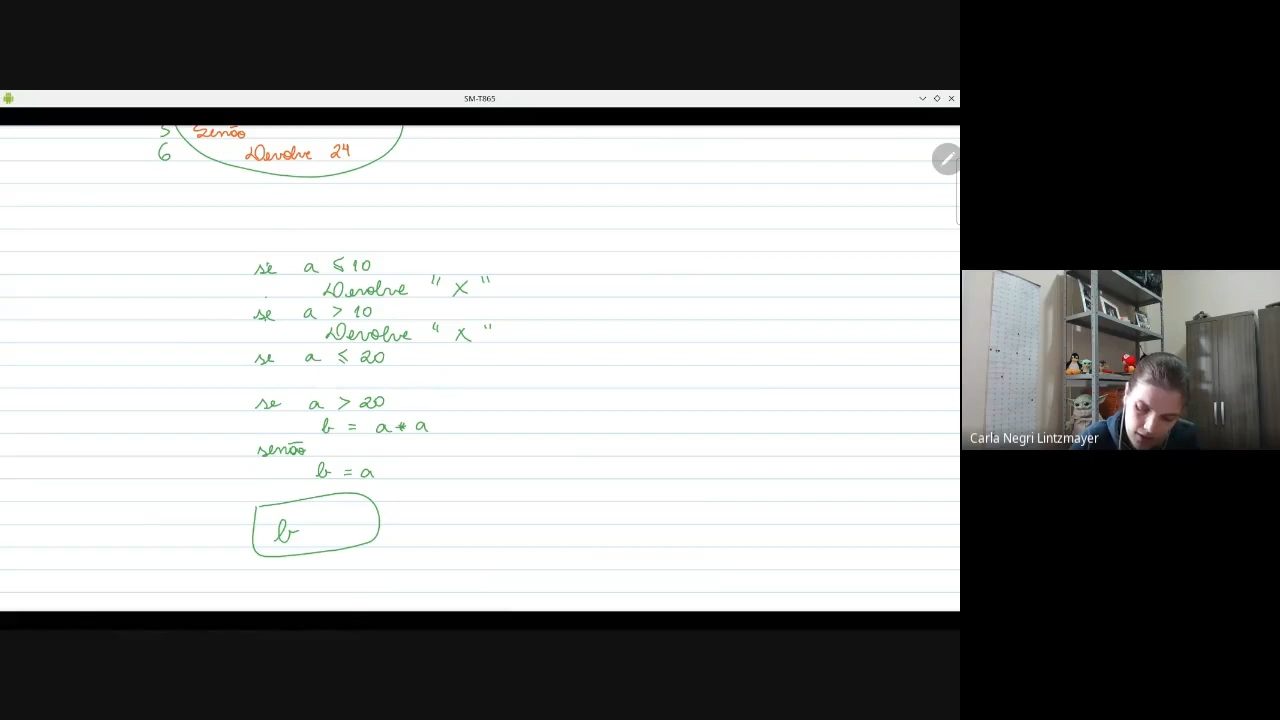 SM-T865
5 senão
6 Devolve 24
se a ≤ 10
Devolve "X"
se a > 10
Devolve "X"
se a ≤ 20
se a > 20
b = a * a
senão
b = a
b
Carla Negri Lintzmayer